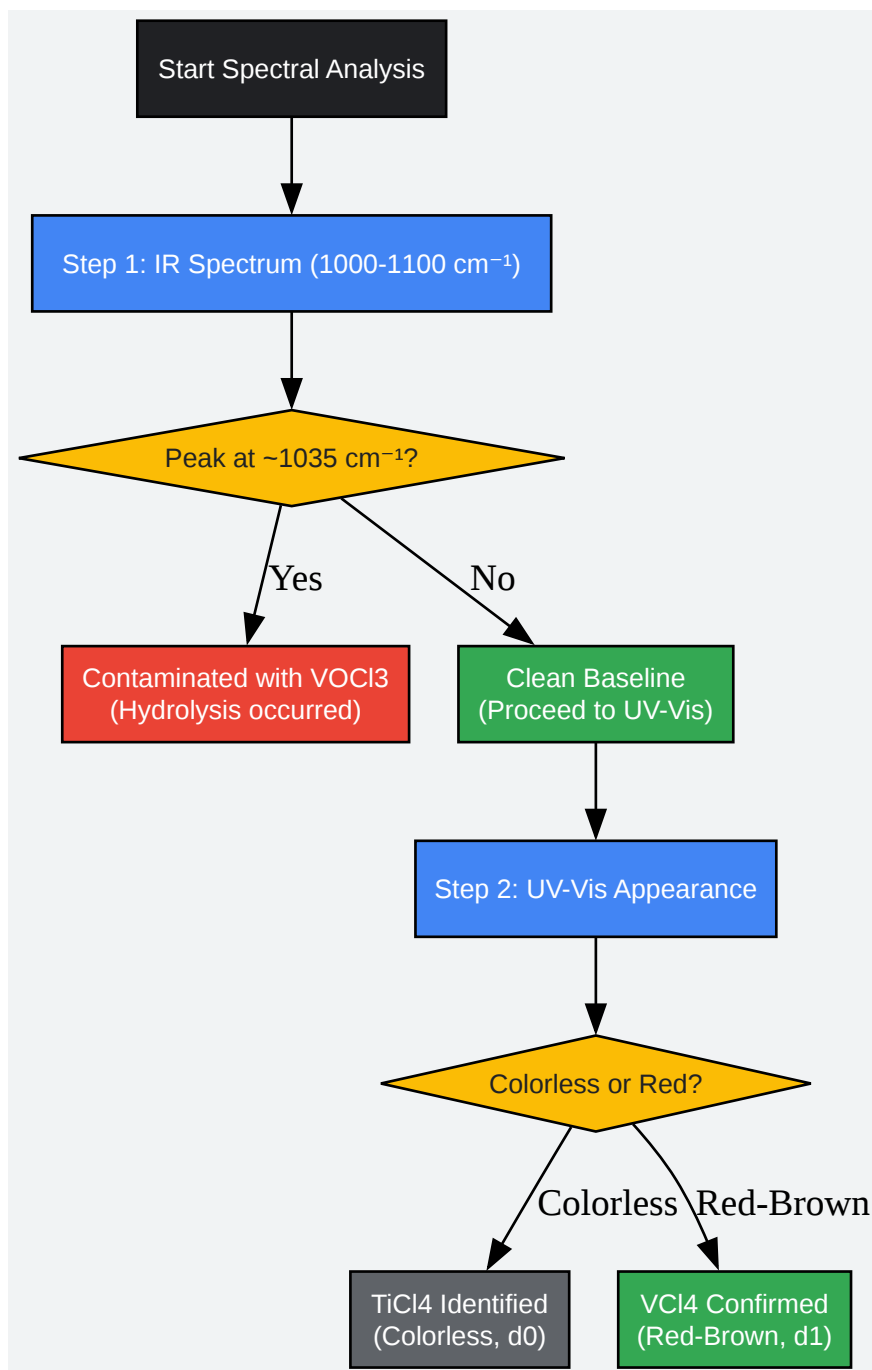 Start Spectral Analysis
Step 1: IR Spectrum (1000-1100 cm⁻¹)
Peak at ~1035 cm⁻¹?
Yes
No
Contaminated with VOCl3
(Hydrolysis occurred)
Clean Baseline
(Proceed to UV-Vis)
Step 2: UV-Vis Appearance
Colorless or Red?
Colorless
Red-Brown
TiCl4 Identified
(Colorless, d0)
VCl4 Confirmed
(Red-Brown, d1)